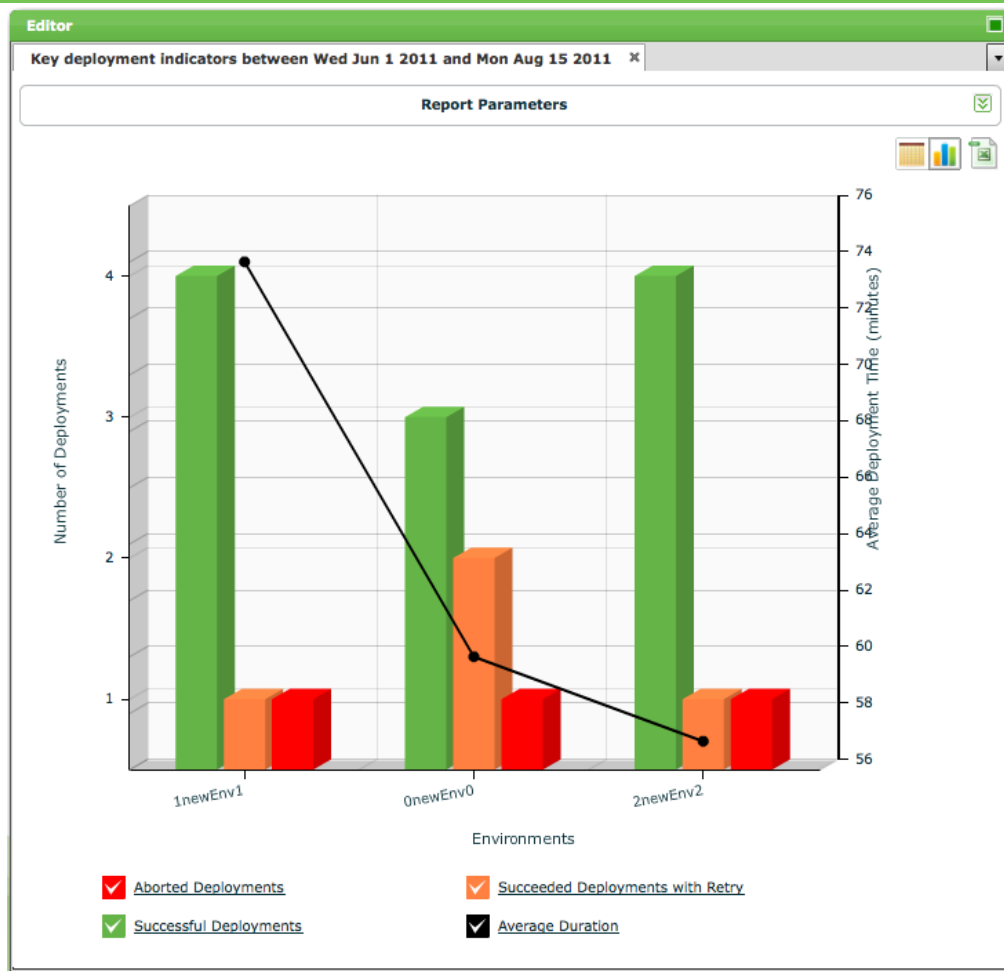 Editor
Key deployment indicators between Wed Jun 1 2011 and Mon Aug 15 2011
Report Parameters
76
74
72
70
68
66
64
62
60
58
56
4
3
2
1
Number of Deployments
Average Deployment Time (minutes)
1newEnv1
0newEnv0
2newEnv2
Environments
Aborted Deployments
Succeeded Deployments with Retry
Successful Deployments
Average Duration